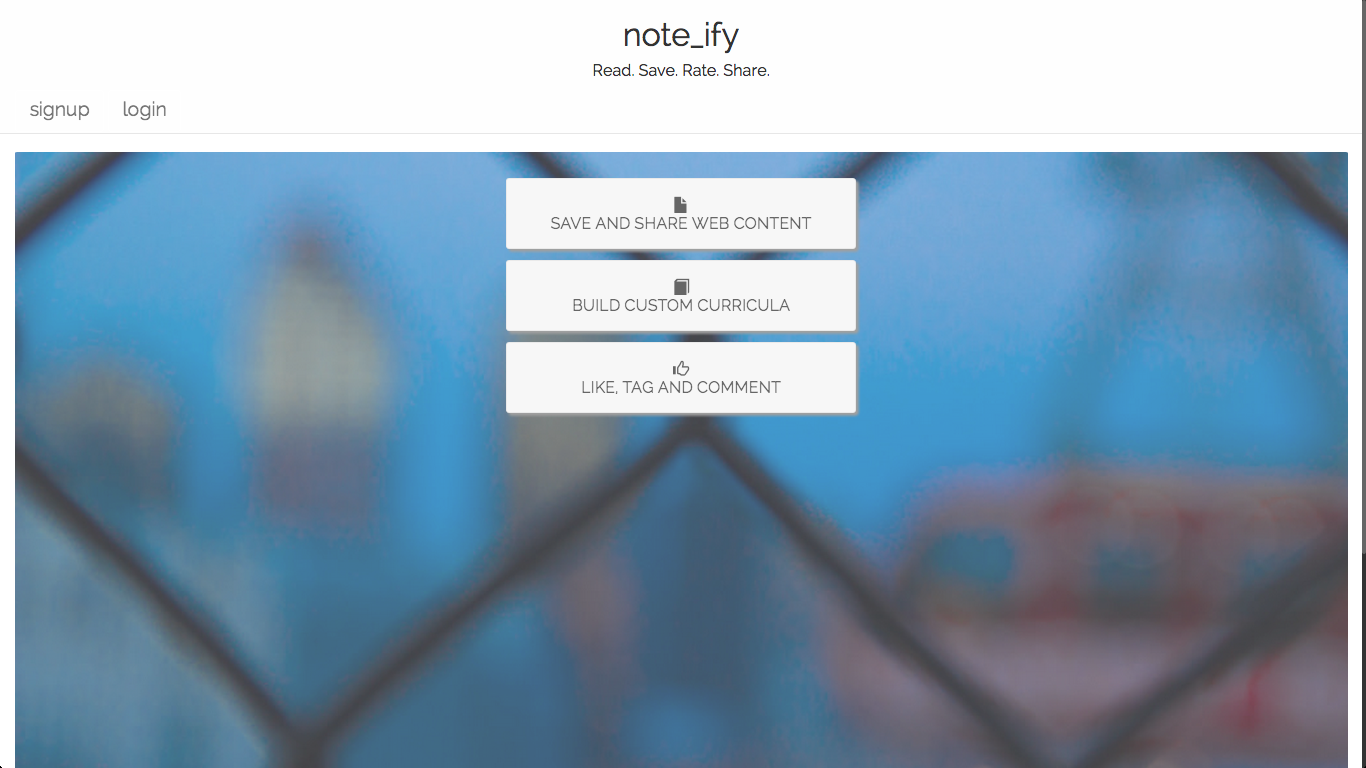 note_ify
Read. Save. Rate. Share.
signup login
SAVE AND SHARE WEB CONTENT
BUILD CUSTOM CURRICULA
LIKE, TAG AND COMMENT